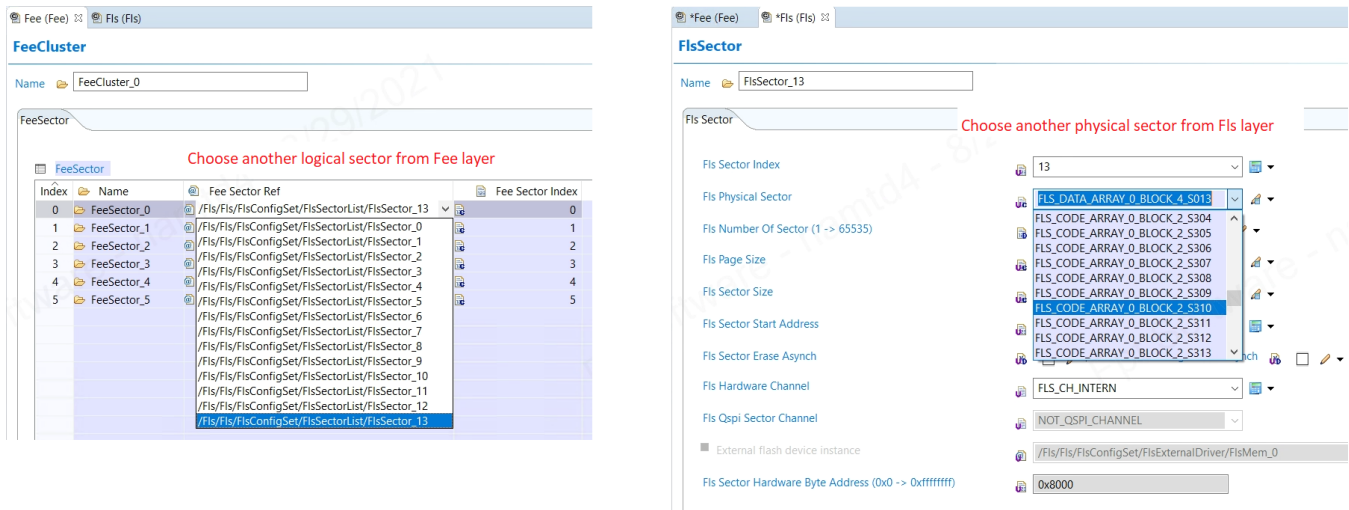 Fee (Fee) Fls (Fls)
FeeCluster
Name FeeCluster_0
FeeSector
Choose another logical sector from Fee layer
FeeSector
Index Name Fee Sector Ref Fee Sector Index
0 FeeSector_0 /Fls/Fls/FlsConfigSet/FlsSectorList/FlsSector_13 0
1 FeeSector_1 /Fls/Fls/FlsConfigSet/FlsSectorList/FlsSector_0 1
/Fls/Fls/FlsConfigSet/FlsSectorList/FlsSector_1
2 FeeSector_2 /Fls/Fls/FlsConfigSet/FlsSectorList/FlsSector_2 2
3 FeeSector_3 /Fls/Fls/FlsConfigSet/FlsSectorList/FlsSector_3 3
4 FeeSector_4 /Fls/Fls/FlsConfigSet/FlsSectorList/FlsSector_4 4
5 FeeSector_5 /Fls/Fls/FlsConfigSet/FlsSectorList/FlsSector_5 5
/Fls/Fls/FlsConfigSet/FlsSectorList/FlsSector_6
/Fls/Fls/FlsConfigSet/FlsSectorList/FlsSector_7
/Fls/Fls/FlsConfigSet/FlsSectorList/FlsSector_8
/Fls/Fls/FlsConfigSet/FlsSectorList/FlsSector_9
/Fls/Fls/FlsConfigSet/FlsSectorList/FlsSector_10
/Fls/Fls/FlsConfigSet/FlsSectorList/FlsSector_11
/Fls/Fls/FlsConfigSet/FlsSectorList/FlsSector_12
/Fls/Fls/FlsConfigSet/FlsSectorList/FlsSector_13
*Fee (Fee) *Fls (Fls)
FlsSector
Name FlsSector_13
Fls Sector
Choose another physical sector from Fls layer
Fls Sector Index 13
Fls Physical Sector FLS_DATA_ARRAY_0_BLOCK_4_S013
FLS_CODE_ARRAY_0_BLOCK_2_S304
Fls Number Of Sector (1 -> 65535) FLS_CODE_ARRAY_0_BLOCK_2_S305
FLS_CODE_ARRAY_0_BLOCK_2_S306
Fls Page Size FLS_CODE_ARRAY_0_BLOCK_2_S307
FLS_CODE_ARRAY_0_BLOCK_2_S308
Fls Sector Size FLS_CODE_ARRAY_0_BLOCK_2_S309
FLS_CODE_ARRAY_0_BLOCK_2_S310
Fls Sector Start Address FLS_CODE_ARRAY_0_BLOCK_2_S311
FLS_CODE_ARRAY_0_BLOCK_2_S312
Fls Sector Erase Asynch FLS_CODE_ARRAY_0_BLOCK_2_S313 nch
Fls Hardware Channel FLS_CH_INTERN
Fls Qspi Sector Channel NOT_QSPI_CHANNEL
External flash device instance /Fls/Fls/FlsConfigSet/FlsExternalDriver/FlsMem_0
Fls Sector Hardware Byte Address (0x0 -> 0xffffffff) 0x8000